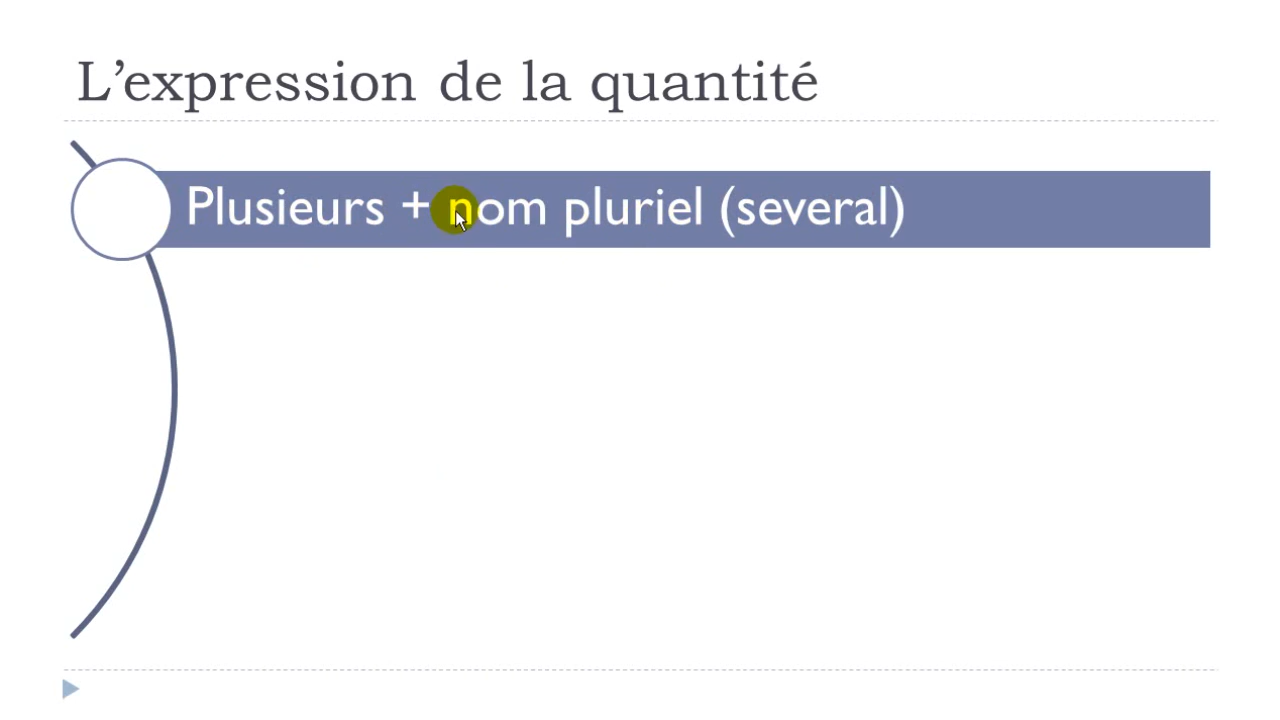 L’expression de la quantité
Plusieurs + nom pluriel (several)